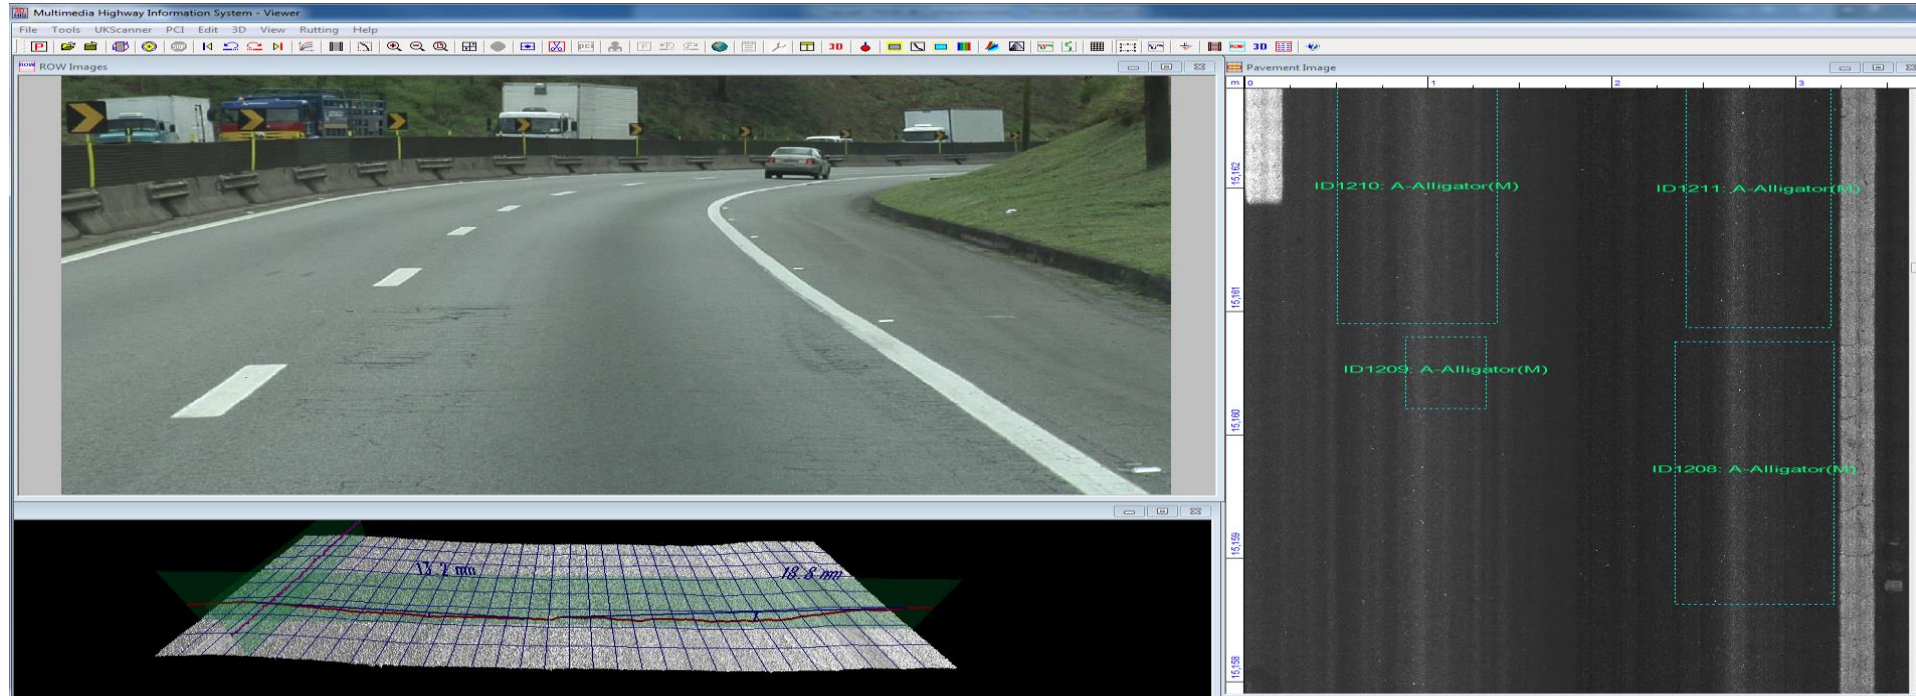 Multimedia Highway Information System - Viewer
File Tools UKScanner PCI Edit 3D View Rutting Help
3D
3D
ROW Images
Pavement Image
m 0 1 2 3
15,162
ID1210: A-Alligator(M)
ID1211: A-Alligator(M)
15,161
ID1209: A-Alligator(M)
15,160
ID1208: A-Alligator(M)
15,159
15,158
18.8 mm